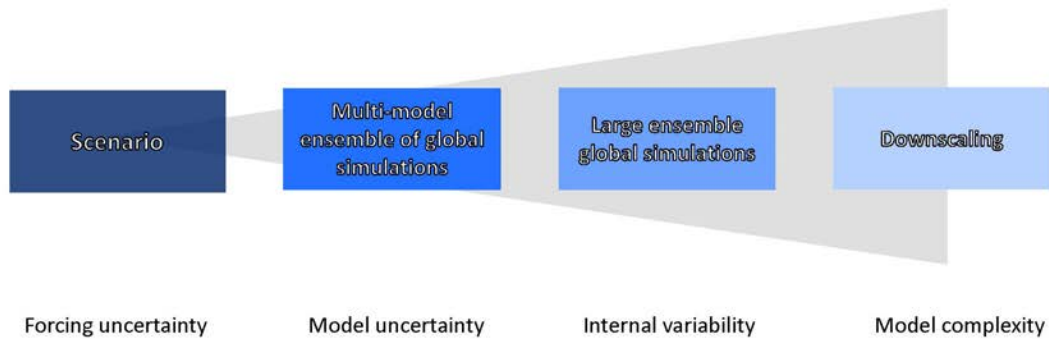 Scenario
Multi-model
ensemble of global
simulations
Large ensemble
global simulations
Downscaling
Forcing uncertainty
Model uncertainty
Internal variability
Model complexity